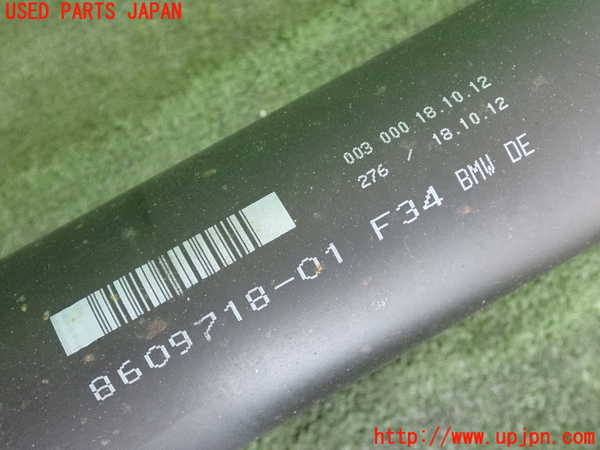 USED PARTS JAPAN
003 000 18.10.12
276 / 18.10.12
8609718-01 F34 BMW DE
http://www.upjpn.com/